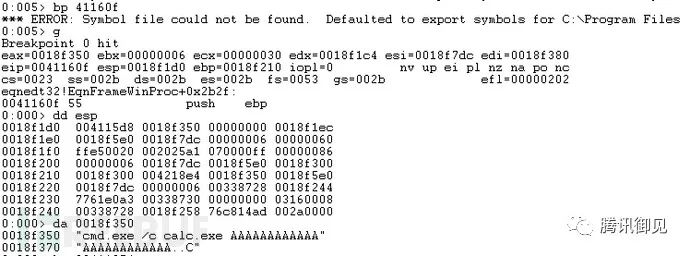 0:005> bp 41160f
*** ERROR: Symbol file could not be found.  Defaulted to export symbols for C:\Program Files
0:005> g
Breakpoint 0 hit
eax=0018f350 ebx=00000006 ecx=00000030 edx=0018f1c4 esi=0018f7dc edi=0018f380
eip=0041160f esp=0018f1d0 ebp=0018f210 iopl=0         nv up ei pl nz na po nc
cs=0023  ss=002b  ds=002b  es=002b  fs=0053  gs=002b             efl=00000202
eqnedt32!EqnFrameWinProc+0x2b2f:
0041160f 55              push    ebp
0:000> dd esp
0018f1d0  004115d8 0018f350 00000000 0018f1ec
0018f1e0  0018f5e0 0018f7dc 00000006 00000060
0018f1f0  ffe50020 002025a1 070000ff 00000086
0018f200  00000006 0018f7dc 0018f5e0 0018f300
0018f210  0018f300 004218e4 0018f350 0018f5e0
0018f220  0018f7dc 00000006 00338728 0018f244
0018f230  7761e0a3 00338730 00000000 03160008
0018f240  00338728 0018f258 76c814ad 002a0000
0:000> da 0018f350
0018f350  "cmd.exe /c calc.exe AAAAAAAAAAAA"
0018f370  "AAAAAAAAAAAA..C"
腾讯御见